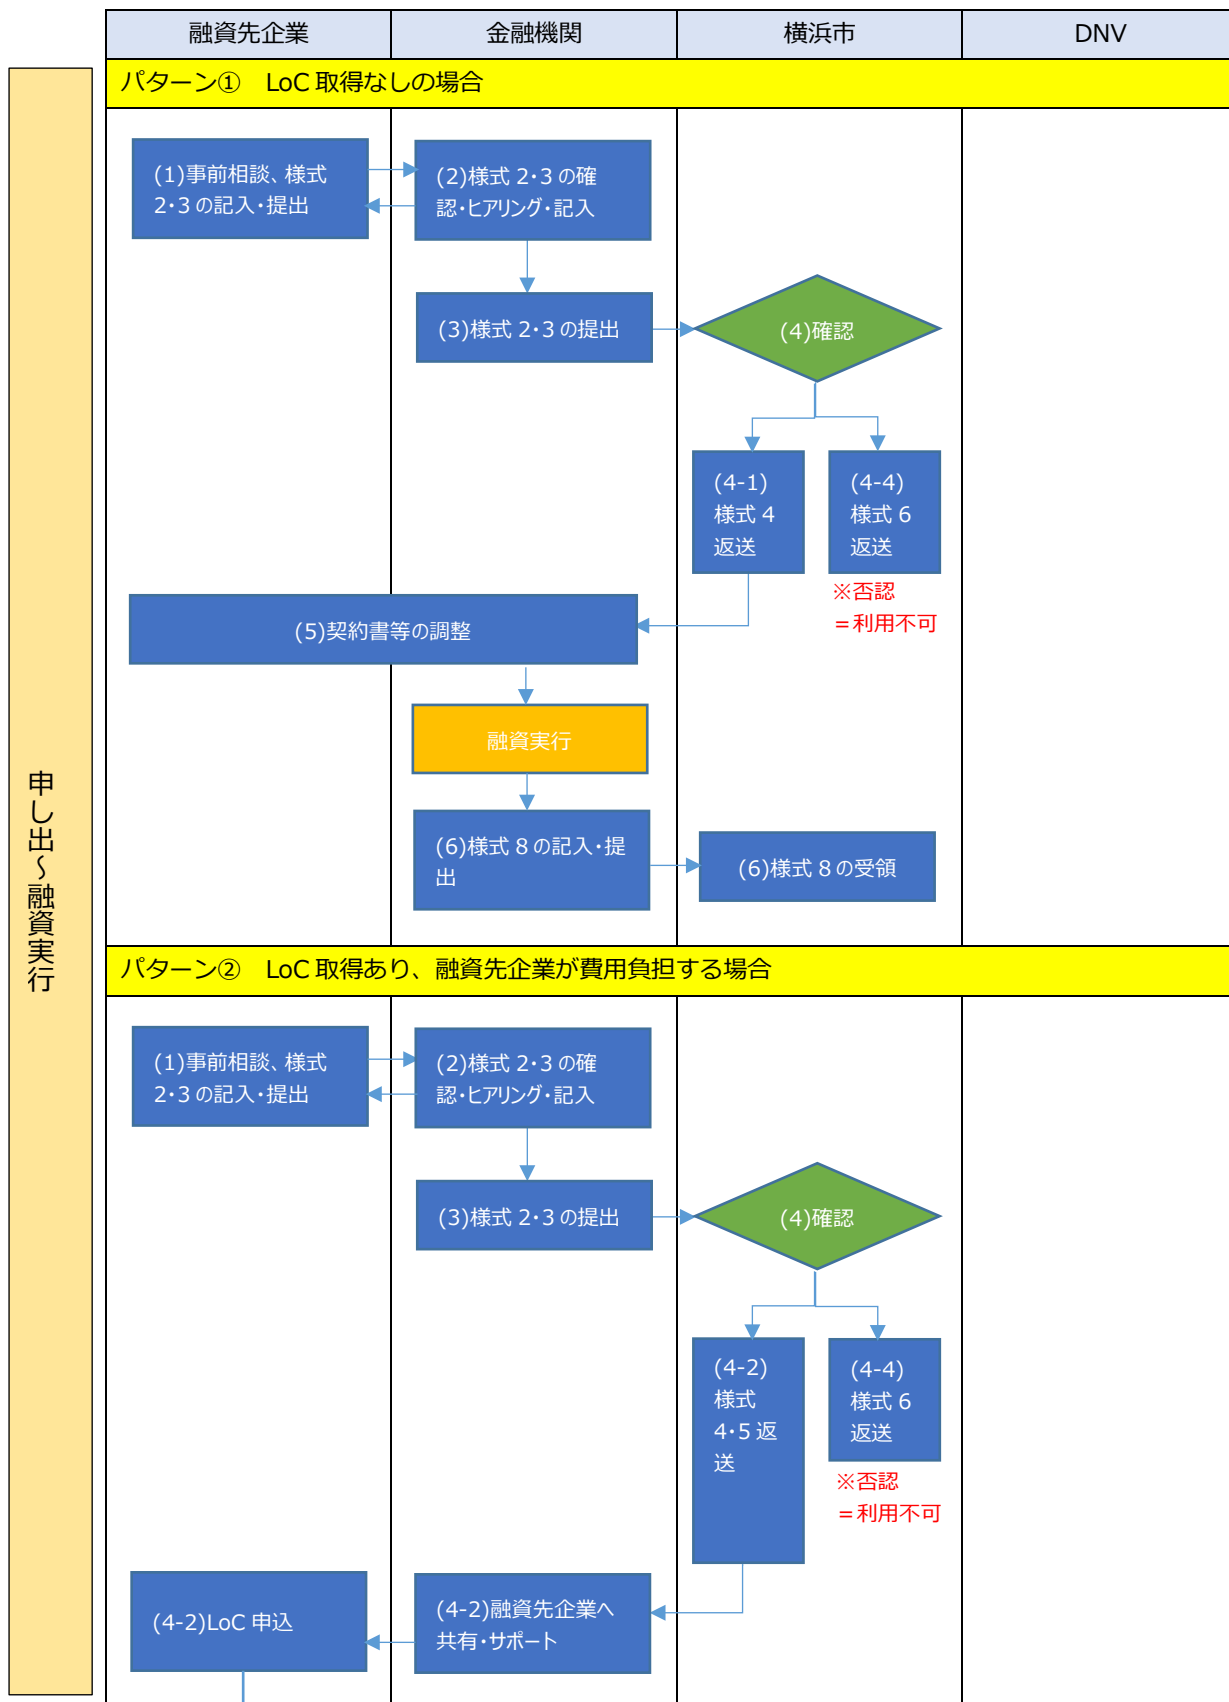 融資先企業
金融機関
横浜市
DNV
申し出～融資実行
パターン① LoC 取得なしの場合
(1)事前相談、様式
2・3 の記入・提出
(2)様式 2・3 の確
認・ヒアリング・記入
(3)様式 2・3 の提出
(4)確認
(4-1)
様式 4
返送
(4-4)
様式 6
返送
※否認
＝利用不可
(5)契約書等の調整
融資実行
(6)様式 8 の記入・提
出
(6)様式 8 の受領
パターン② LoC 取得あり、融資先企業が費用負担する場合
(1)事前相談、様式
2・3 の記入・提出
(2)様式 2・3 の確
認・ヒアリング・記入
(3)様式 2・3 の提出
(4)確認
(4-2)
様式
4・5 返
送
(4-4)
様式 6
返送
※否認
＝利用不可
(4-2)LoC 申込
(4-2)融資先企業へ
共有・サポート